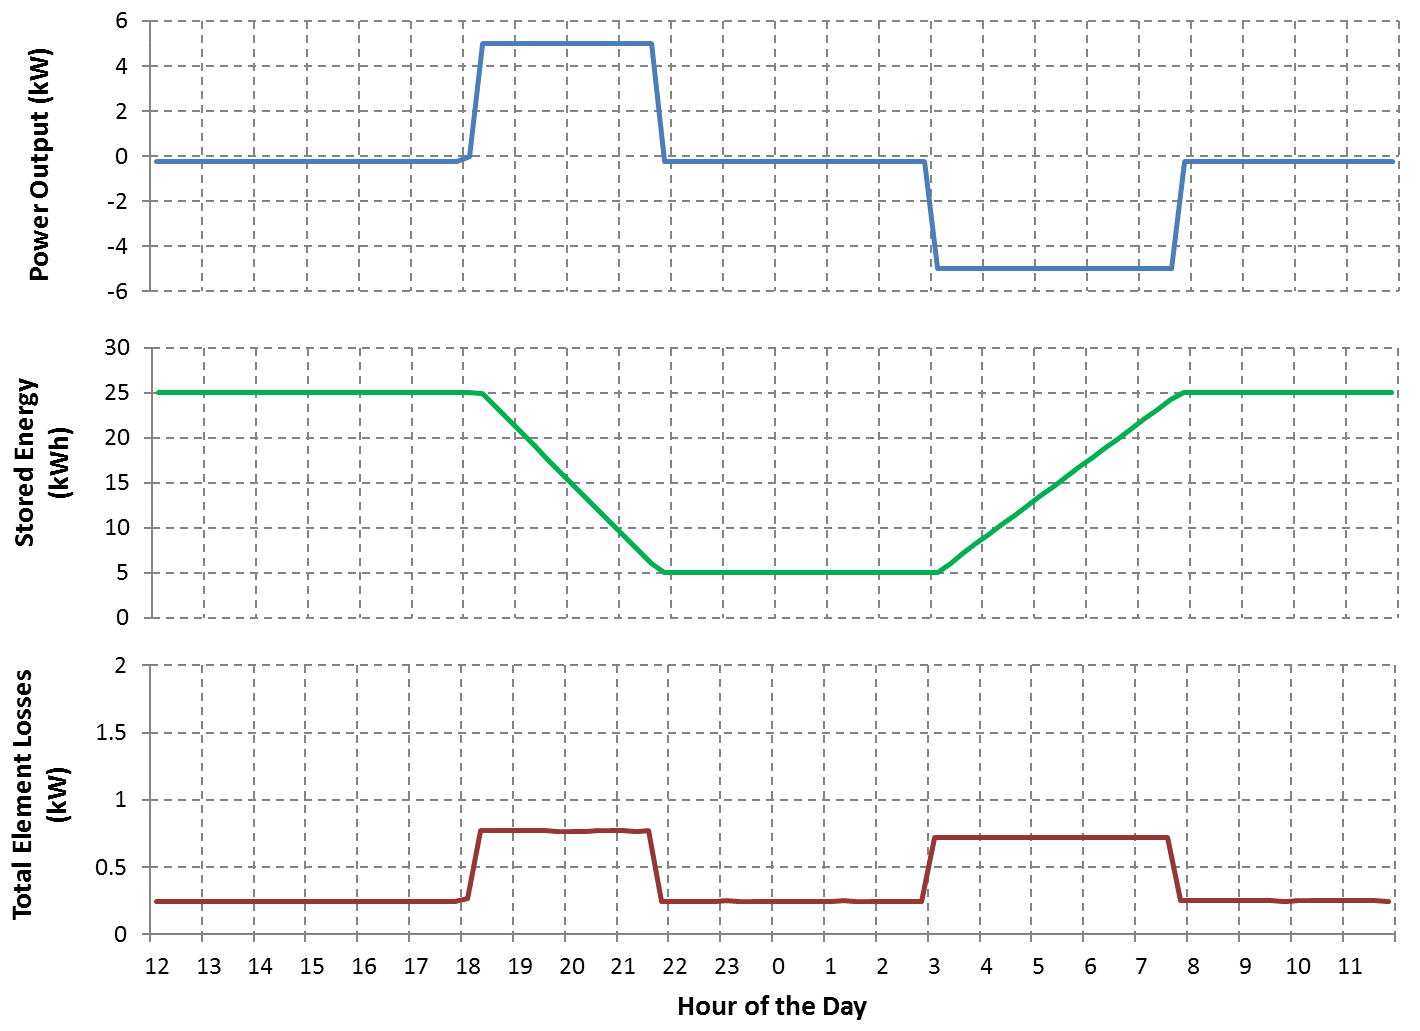 Power Output (kW)
6
4
2
0
-2
-4
-6
Stored Energy
(kWh)
30
25
20
15
10
5
0
Total Element Losses
(kW)
2
1.5
1
0.5
0
12 13 14 15 16 17 18 19 20 21 22 23 0 1 2 3 4 5 6 7 8 9 10 11
Hour of the Day